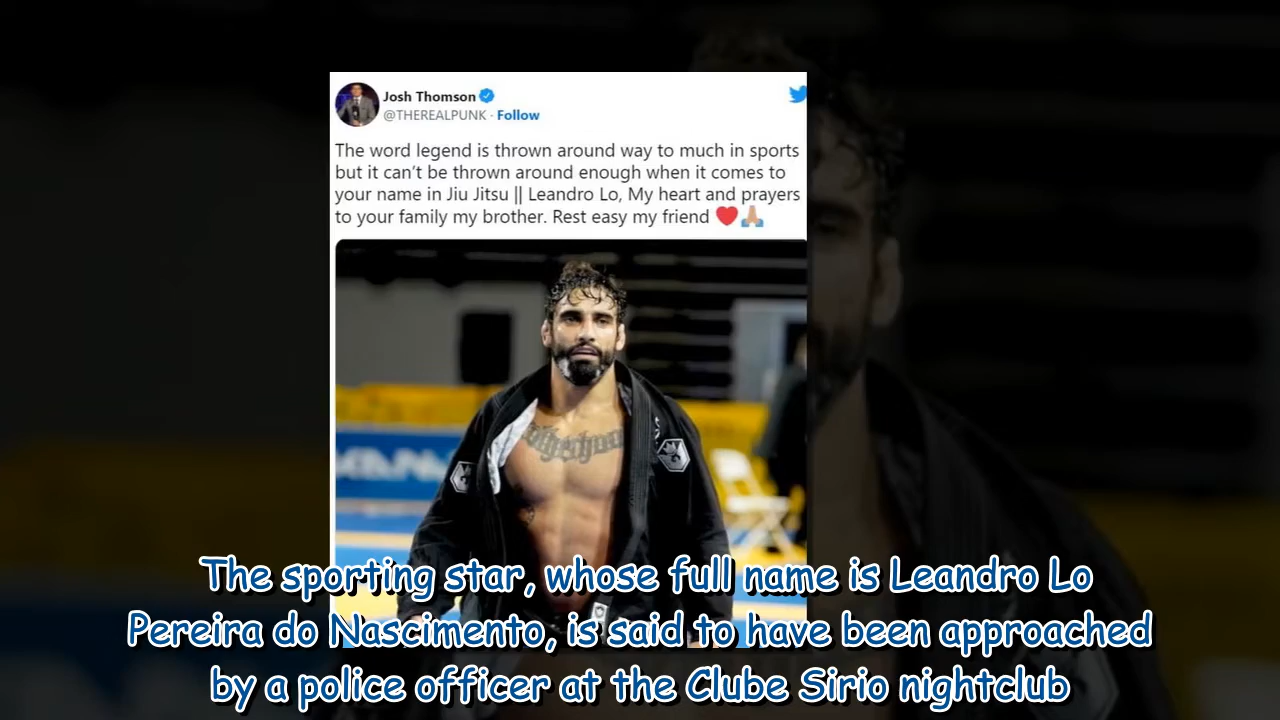 Josh Thomson
@THEREALPUNK · Follow
The word legend is thrown around way to much in sports
but it can't be thrown around enough when it comes to
your name in Jiu Jitsu || Leandro Lo, My heart and prayers
to your family my brother. Rest easy my friend ❤️🙏🏽
The sporting star, whose full name is Leandro Lo
Pereira do Nascimento, is said to have been approached
by a police officer at the Clube Sirio nightclub